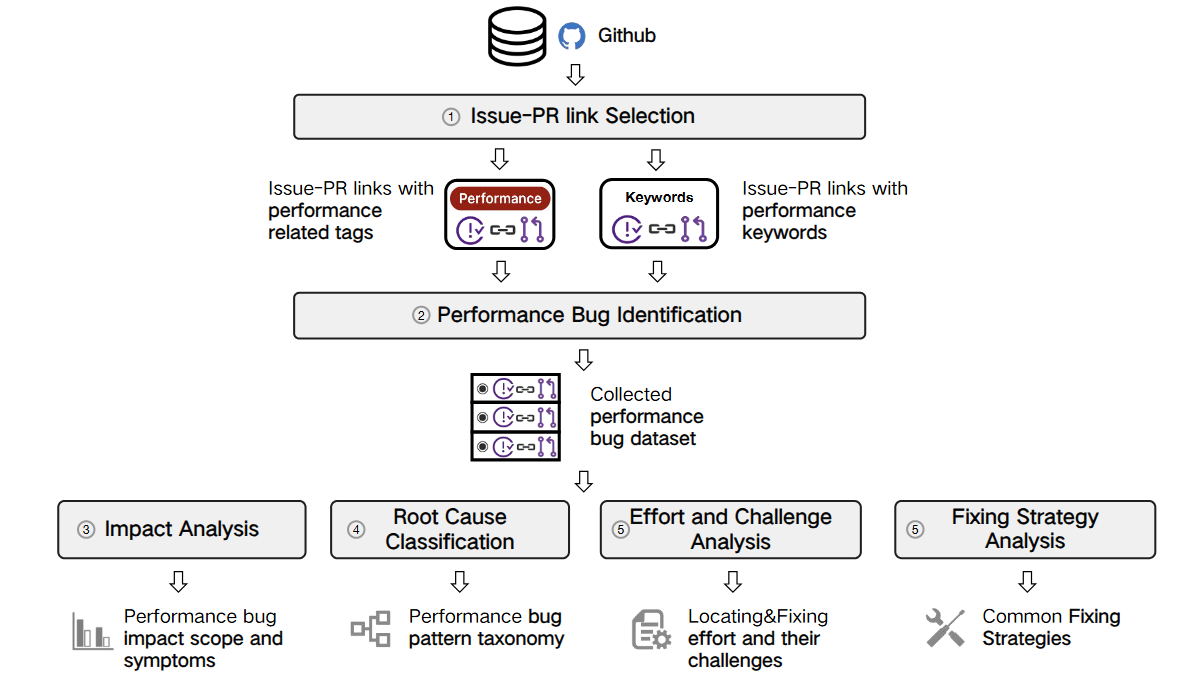 Github
① Issue-PR link Selection
Issue-PR links with
performance
related tags
Performance
Keywords
Issue-PR links with
performance
keywords
② Performance Bug Identification
Collected
performance
bug dataset
③ Impact Analysis
④ Root Cause
Classification
⑤ Effort and Challenge
Analysis
⑤ Fixing Strategy
Analysis
Performance bug
impact scope and
symptoms
Performance bug
pattern taxonomy
Locating&Fixing
effort and their
challenges
Common Fixing
Strategies